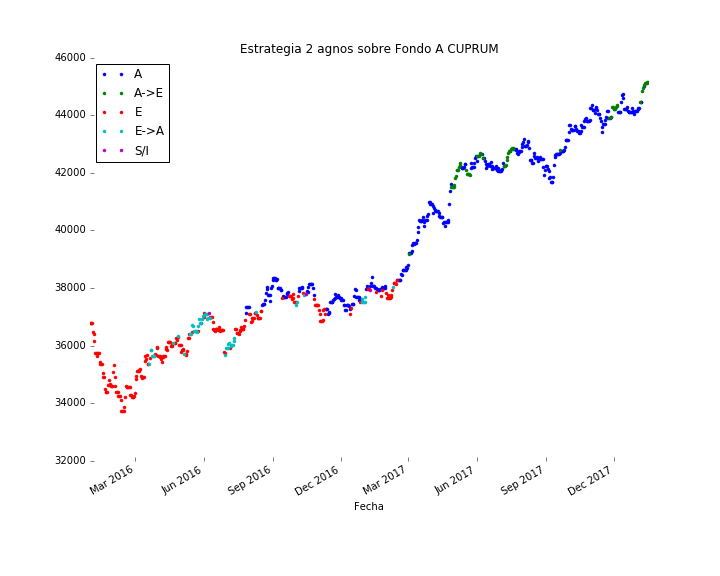 Estrategia 2 agnos sobre Fondo A CUPRUM
46000
44000
42000
40000
38000
36000
34000
32000
A
A->E
E
E->A
S/I
Mar 2016
Jun 2016
Sep 2016
Dec 2016
Mar 2017
Jun 2017
Sep 2017
Dec 2017
Fecha